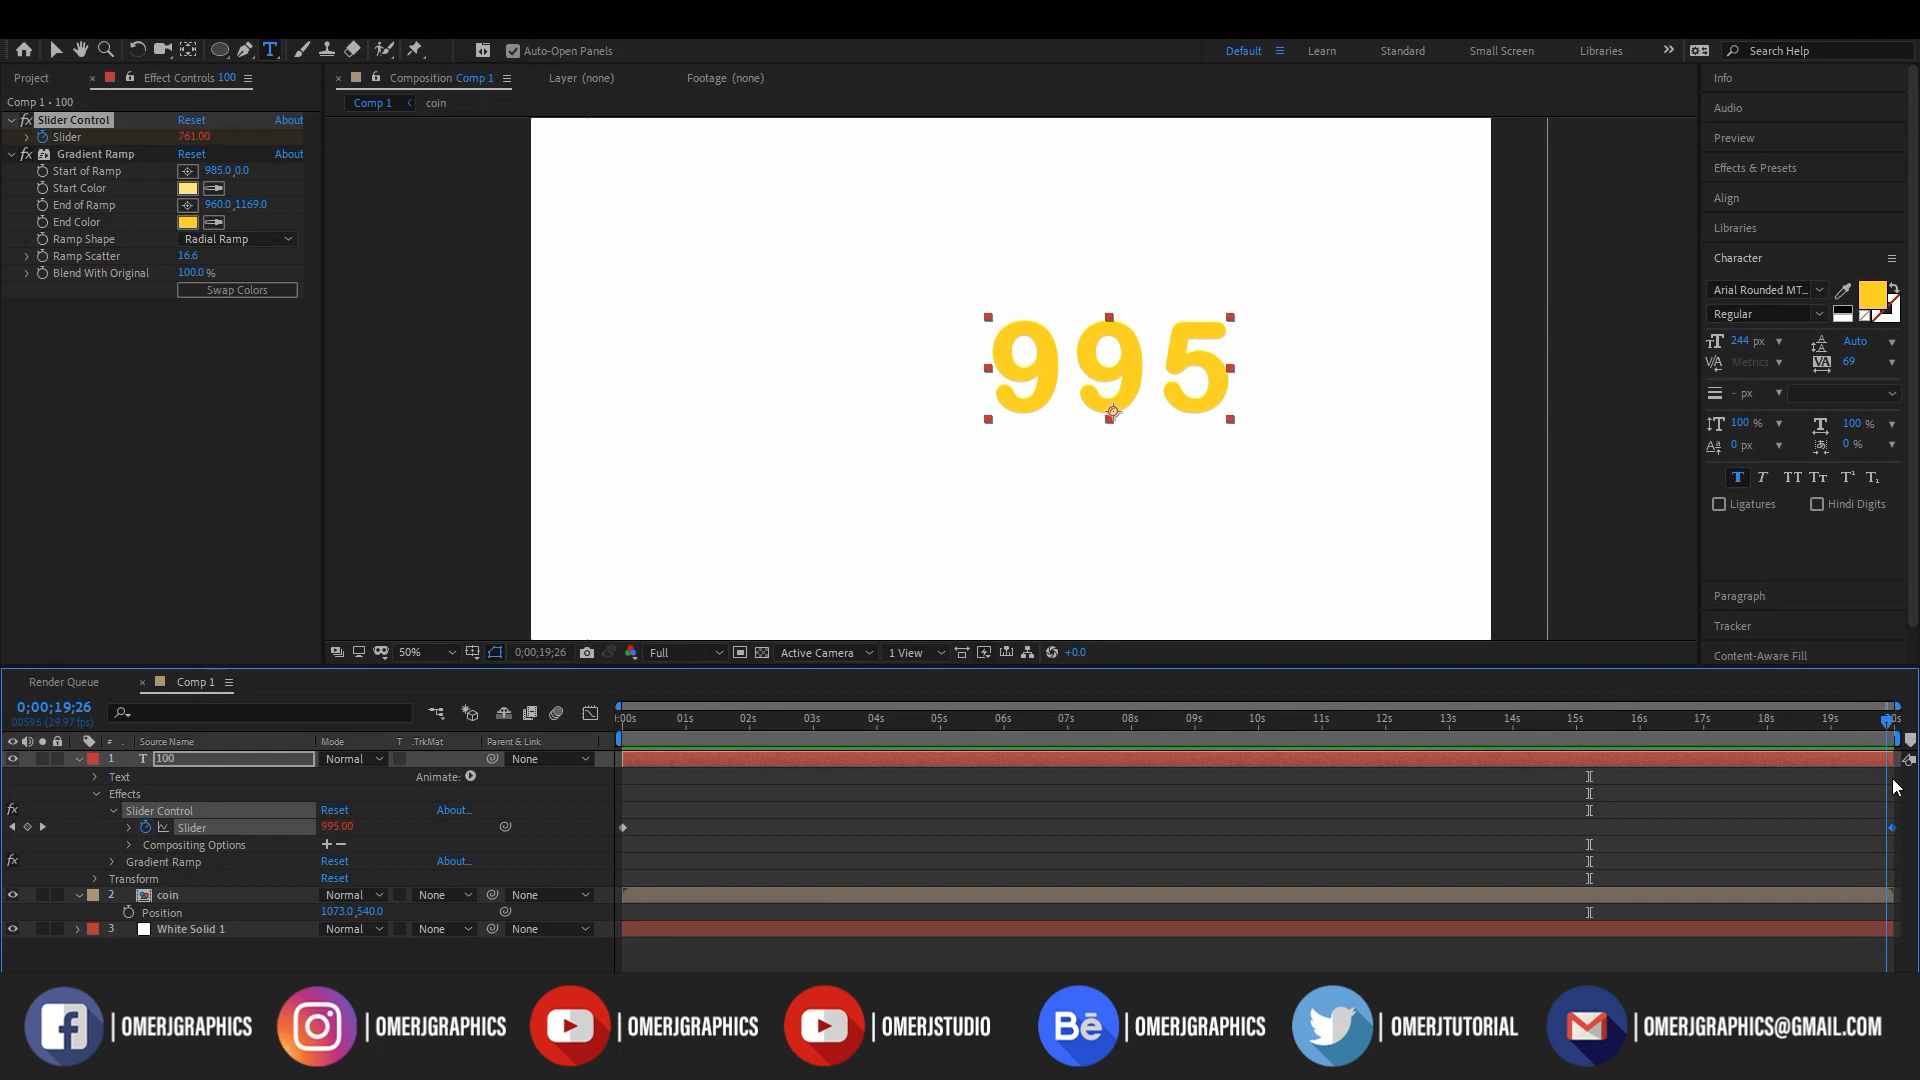 Auto-Open Panels
Default
Learn
Standard
Small Screen
Libraries
Search Help
Project
Effect Controls 100
Composition Comp 1
Layer (none)
Footage (none)
Comp 1 • 100
Comp 1
coin
Slider Control Reset About
Slider 761.00
Gradient Ramp Reset About
Start of Ramp 985.0,0.0
Start Color
End of Ramp 960.0,1169.0
End Color
Ramp Shape Radial Ramp
Ramp Scatter 16.6
Blend With Original 100.0 %
Swap Colors
995
Info
Audio
Preview
Effects & Presets
Align
Libraries
Character
Arial Rounded MT...
Regular
244 px Auto
Metrics 69
- px
100 % 100 %
0 px 0 %
Ligatures Hindi Digits
Paragraph
Tracker
Content-Aware Fill
50% 0;00;19;26 Full Active Camera 1 View +0.0
Render Queue
Comp 1
0;00;19;26
00596 (29.97 fps)
:00s 01s 02s 03s 04s 05s 06s 07s 08s 09s 10s 11s 12s 13s 14s 15s 16s 17s 18s 19s
# Source Name Mode T .TrkMat Parent & Link
1 T 100 Normal None
Text Animate:
Effects
fx Slider Control Reset About...
Slider 995.00
Compositing Options
fx Gradient Ramp Reset About...
Transform Reset
2 coin Normal None None
Position 1073.0,540.0
3 White Solid 1 Normal None None
| OMERJGRAPHICS
| OMERJGRAPHICS
| OMERJGRAPHICS
| OMERJSTUDIO
| OMERJGRAPHICS
| OMERJTUTORIAL
| OMERJGRAPHICS@GMAIL.COM